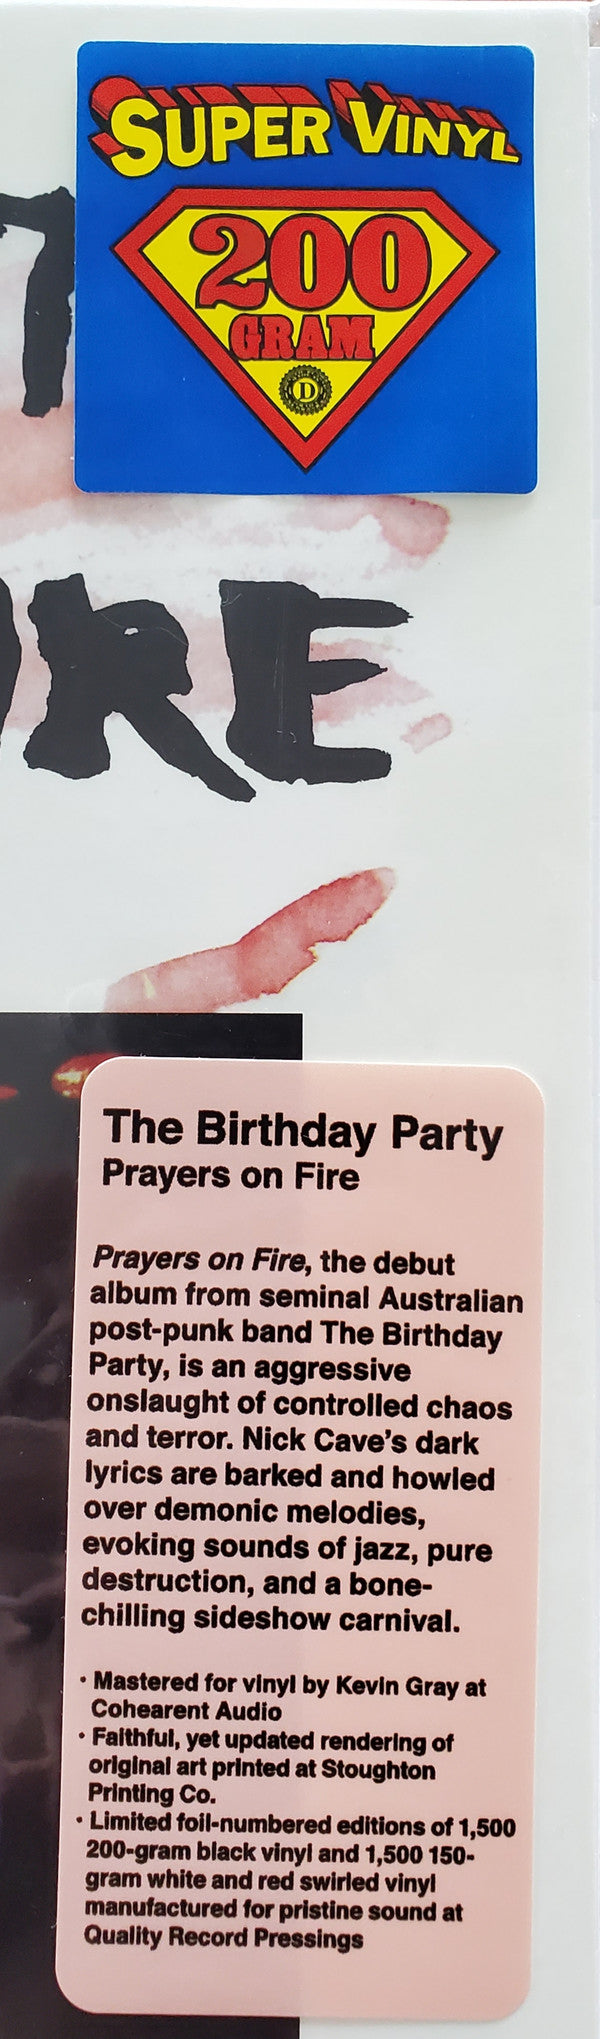 SUPER VINYL
200
GRAM
D
RE
The Birthday Party
Prayers on Fire
Prayers on Fire, the debut
album from seminal Australian
post-punk band The Birthday
Party, is an aggressive
onslaught of controlled chaos
and terror. Nick Cave's dark
lyrics are barked and howled
over demonic melodies,
evoking sounds of jazz, pure
destruction, and a bone-
chilling sideshow carnival.
· Mastered for vinyl by Kevin Gray at
Cohearent Audio
· Faithful, yet updated rendering of
original art printed at Stoughton
Printing Co.
· Limited foil-numbered editions of 1,500
200-gram black vinyl and 1,500 150-
gram white and red swirled vinyl
manufactured for pristine sound at
Quality Record Pressings